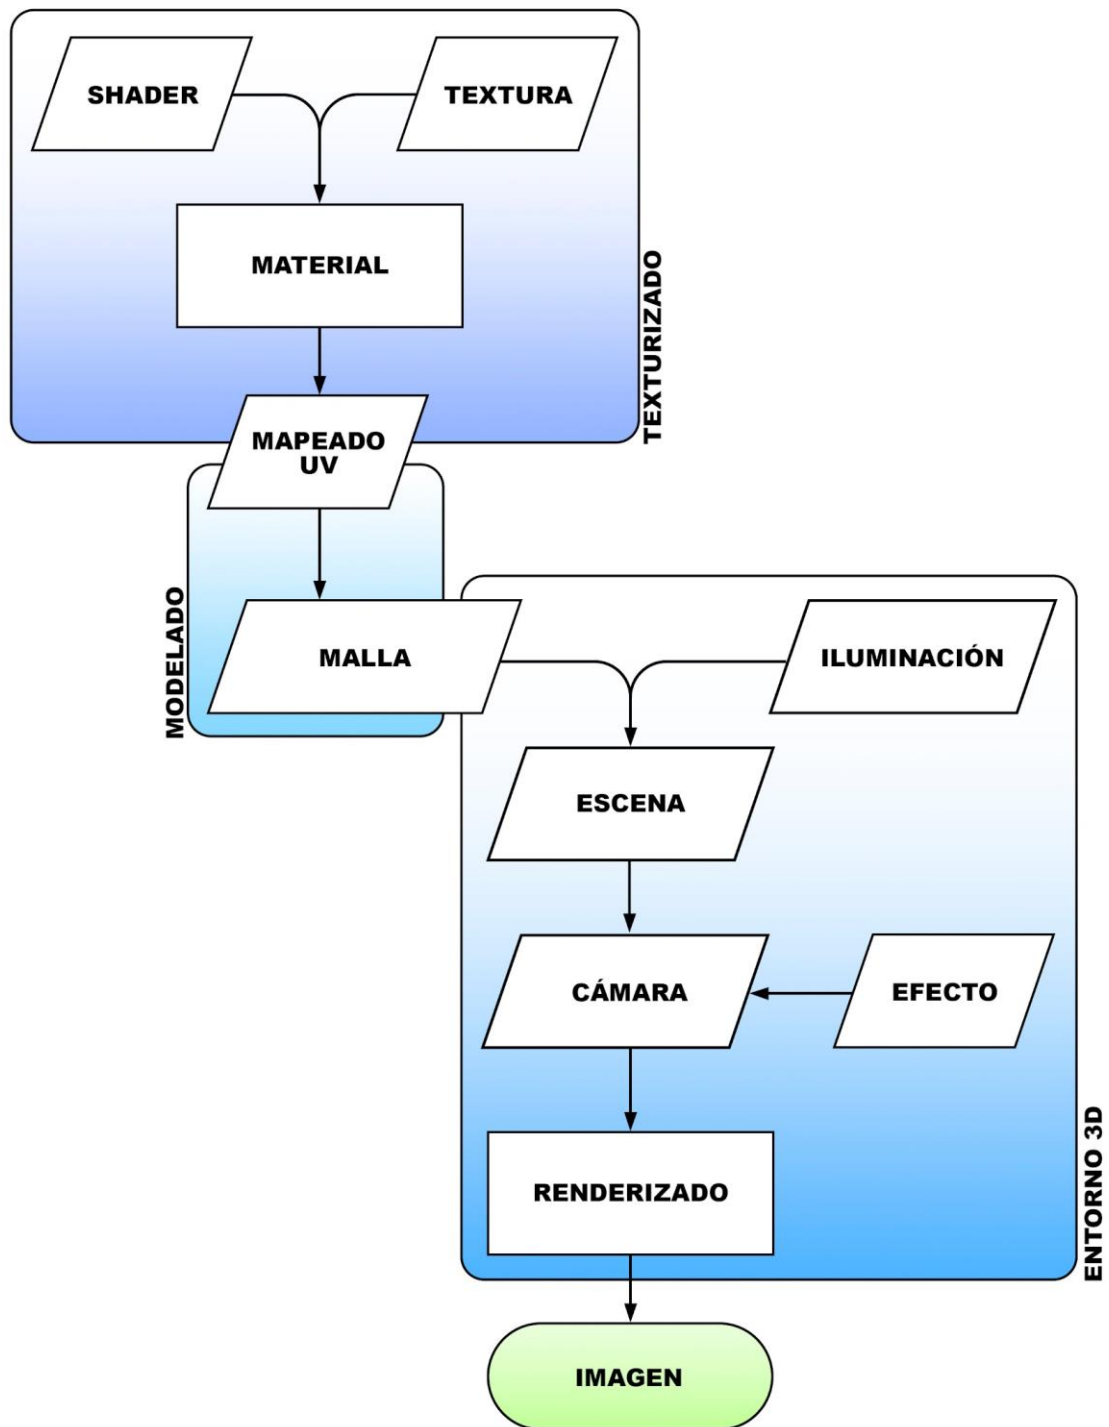 SHADER
TEXTURA
MATERIAL
TEXTURIZADO
MAPEADO
UV
MODELADO
MALLA
ILUMINACIÓN
ESCENA
CÁMARA
EFECTO
RENDERIZADO
ENTORNO 3D
IMAGEN